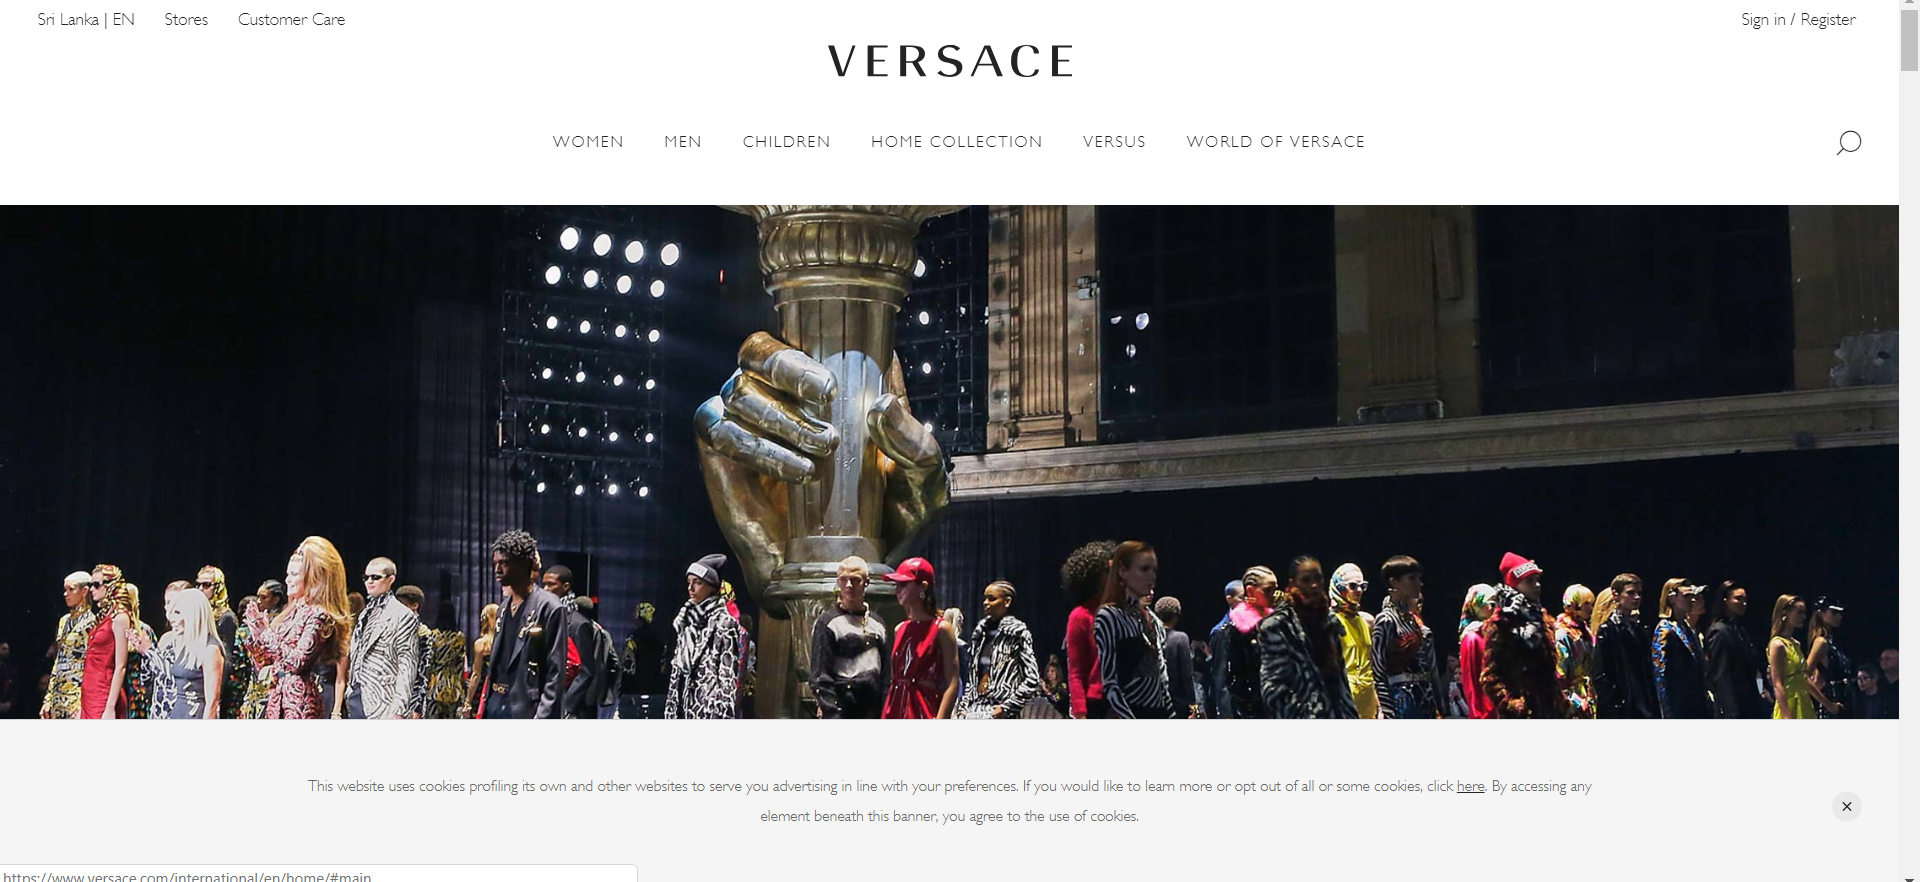 Sri Lanka | EN Stores Customer Care Sign in / Register
VERSACE
WOMEN MEN CHILDREN HOME COLLECTION VERSUS WORLD OF VERSACE
This website uses cookies profiling its own and other websites to serve you advertising in line with your preferences. If you would like to learn more or opt out of all or some cookies, click here. By accessing any
element beneath this banner, you agree to the use of cookies.
https://www.versace.com/international/en/home/#main